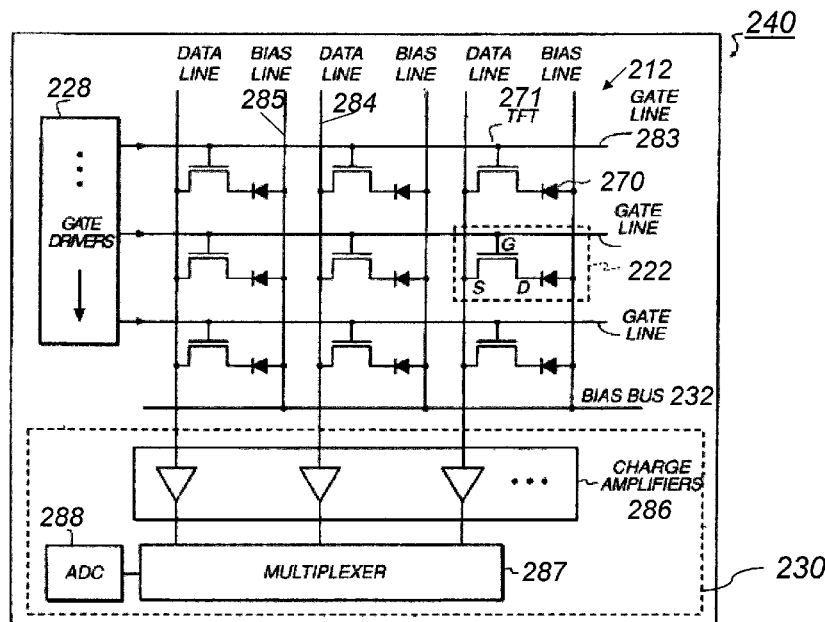 240
DATA LINE
BIAS LINE
DATA LINE
BIAS LINE
DATA LINE
BIAS LINE
212
228
285
284
271
TFT
GATE LINE
283
GATE DRIVERS
270
GATE LINE
G
222
S
D
GATE LINE
BIAS BUS 232
CHARGE AMPLIFIERS
286
288
ADC
MULTIPLEXER
287
230